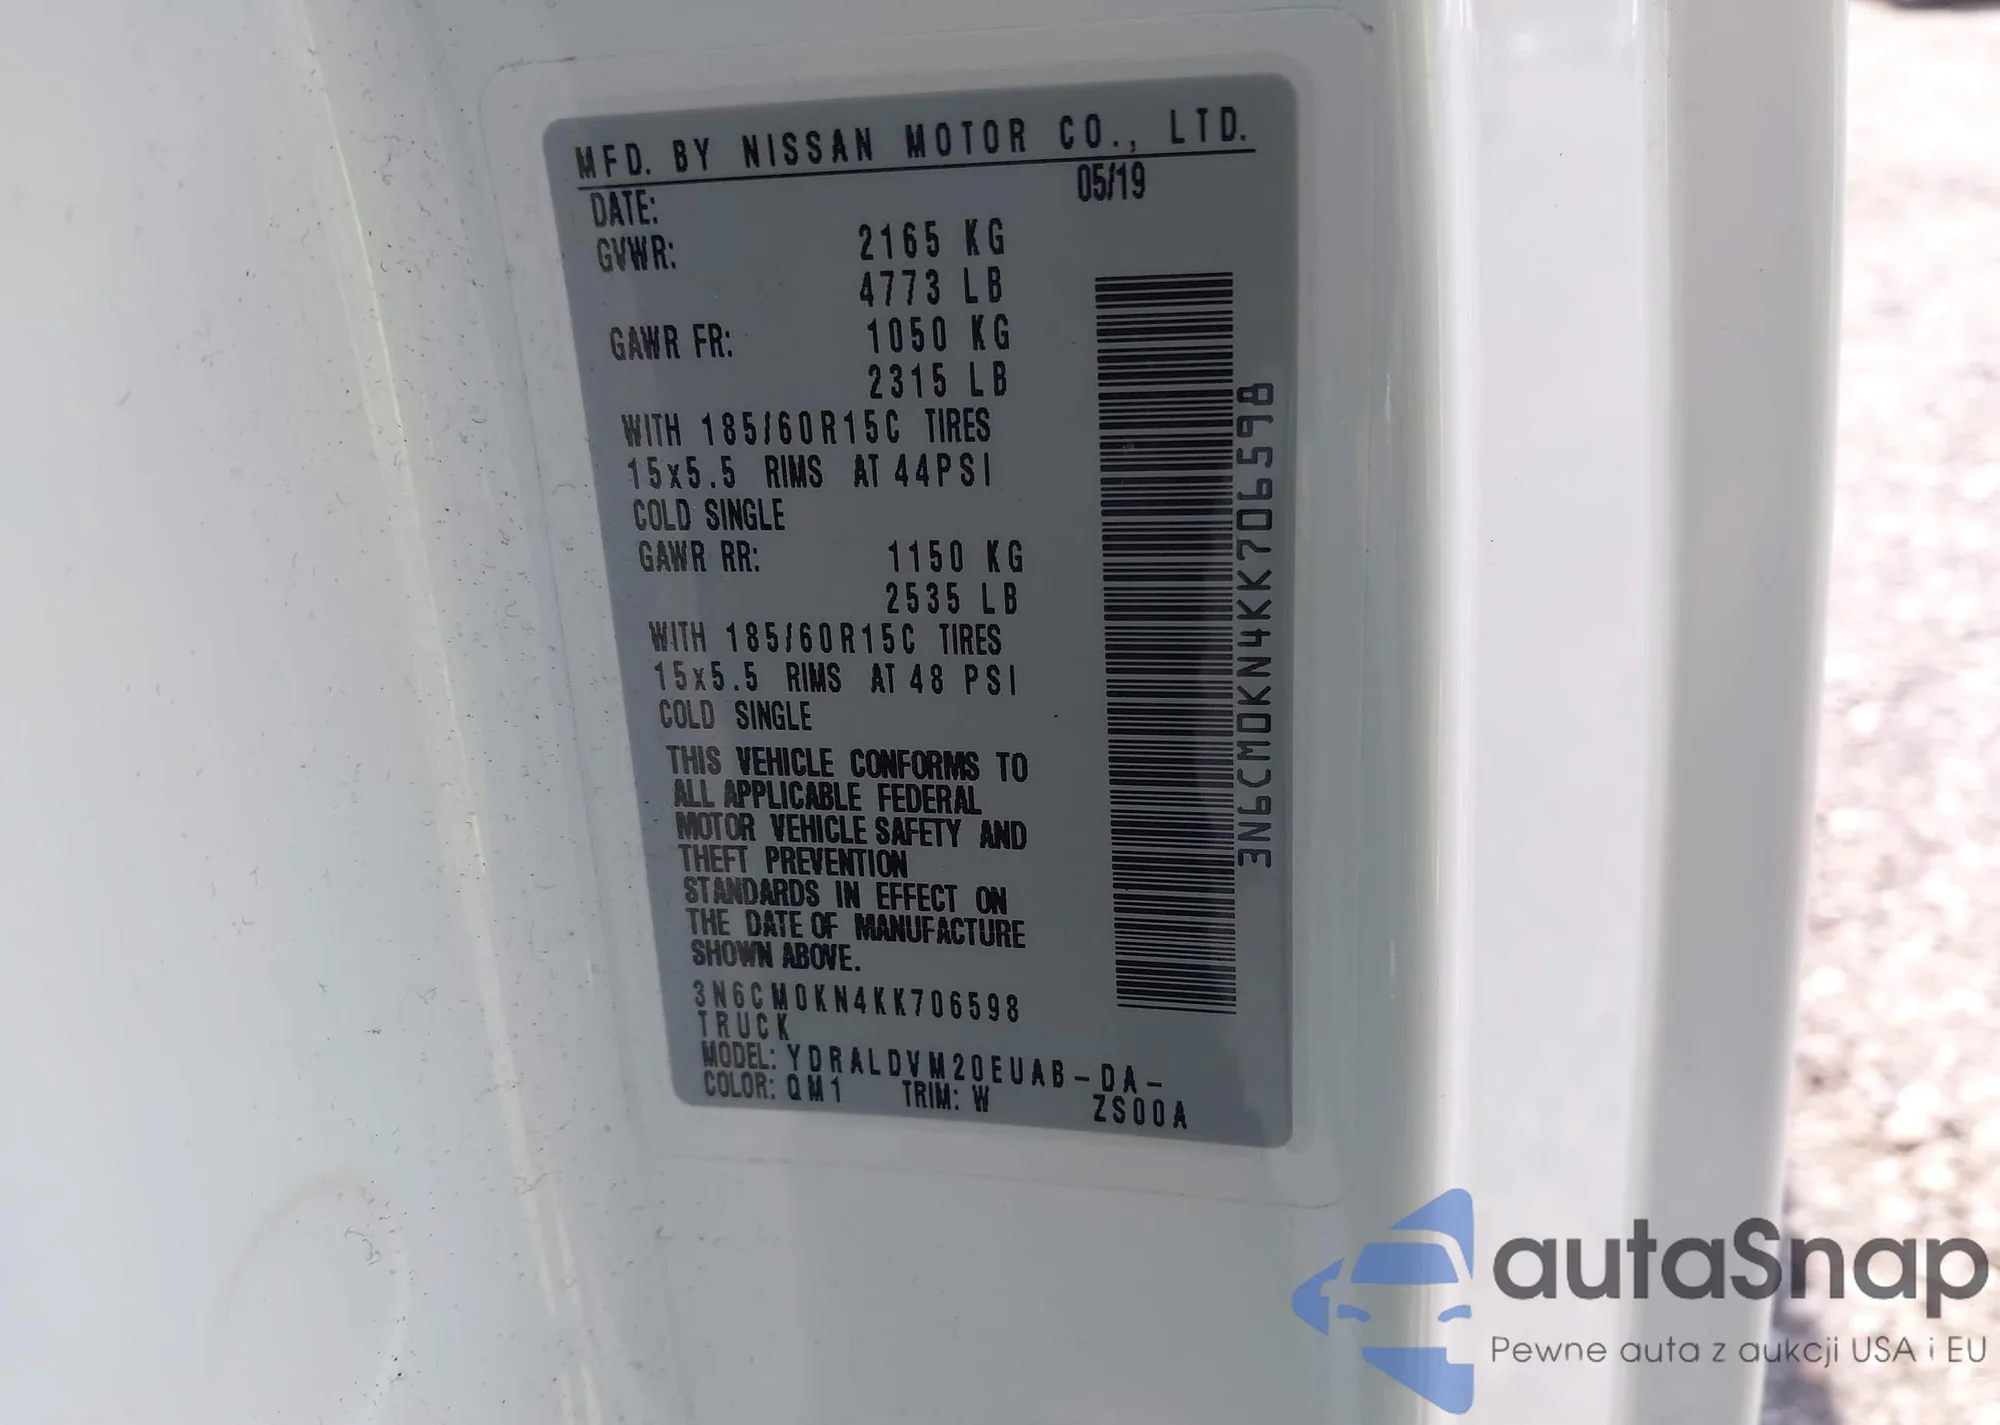 MFD. BY NISSAN MOTOR CO., LTD.
DATE: 05/19
GVWR: 2165 KG
4773 LB
GAWR FR: 1050 KG
2315 LB
WITH 185/60R15C TIRES
15x5.5 RIMS AT 44PSI
COLD SINGLE
GAWR RR: 1150 KG
2535 LB
WITH 185/60R15C TIRES
15x5.5 RIMS AT 48 PSI
COLD SINGLE
THIS VEHICLE CONFORMS TO
ALL APPLICABLE FEDERAL
MOTOR VEHICLE SAFETY AND
THEFT PREVENTION
STANDARDS IN EFFECT ON
THE DATE OF MANUFACTURE
SHOWN ABOVE.
3N6CM0KN4KK706598
TRUCK
MODEL: YDRALDVM20EUAB-DA-
COLOR: QM1 TRIM: W ZS00A
3N6CM0KN4KK706598
autaSnap
Pewne auta z aukcji USA i EU